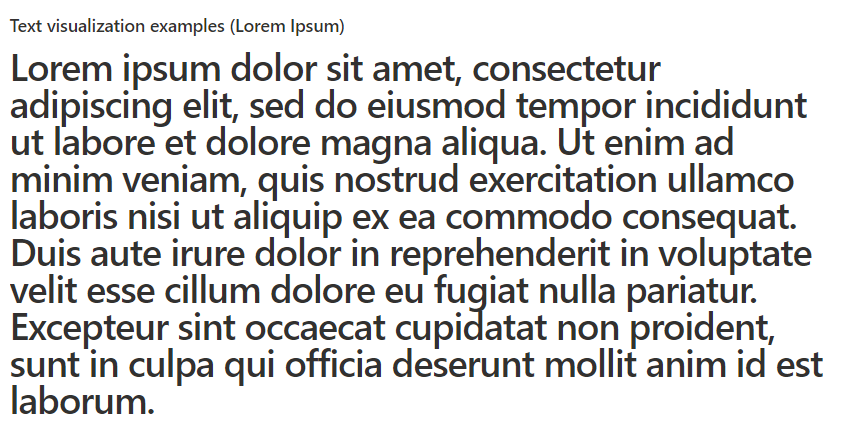 Text visualization examples (Lorem Ipsum)
Lorem ipsum dolor sit amet, consectetur
adipiscing elit, sed do eiusmod tempor incididunt
ut labore et dolore magna aliqua. Ut enim ad
minim veniam, quis nostrud exercitation ullamco
laboris nisi ut aliquip ex ea commodo consequat.
Duis aute irure dolor in reprehenderit in voluptate
velit esse cillum dolore eu fugiat nulla pariatur.
Excepteur sint occaecat cupidatat non proident,
sunt in culpa qui officia deserunt mollit anim id est
laborum.